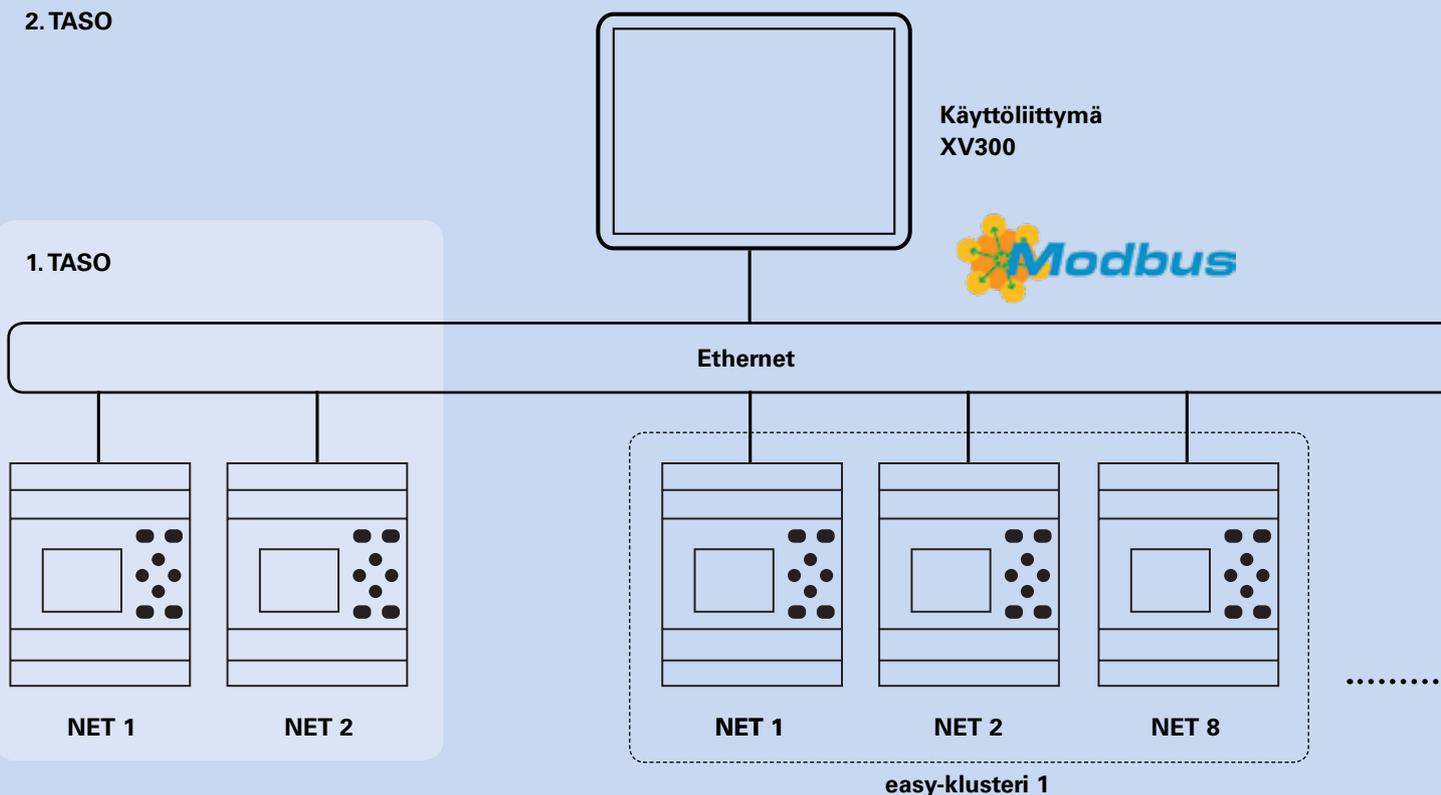 2. TASO
Käyttöliittymä
XV300
Modbus
1. TASO
Ethernet
NET 1
NET 2
NET 1
NET 2
NET 8
easy-klusteri 1